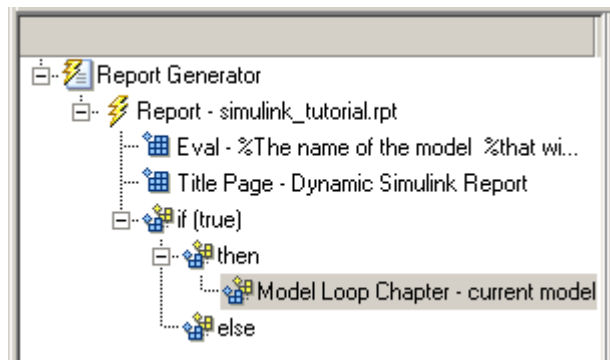 Report Generator
Report - simulink_tutorial.rpt
Eval - %The name of the model %that wi...
Title Page - Dynamic Simulink Report
if (true)
then
Model Loop Chapter - current model
else